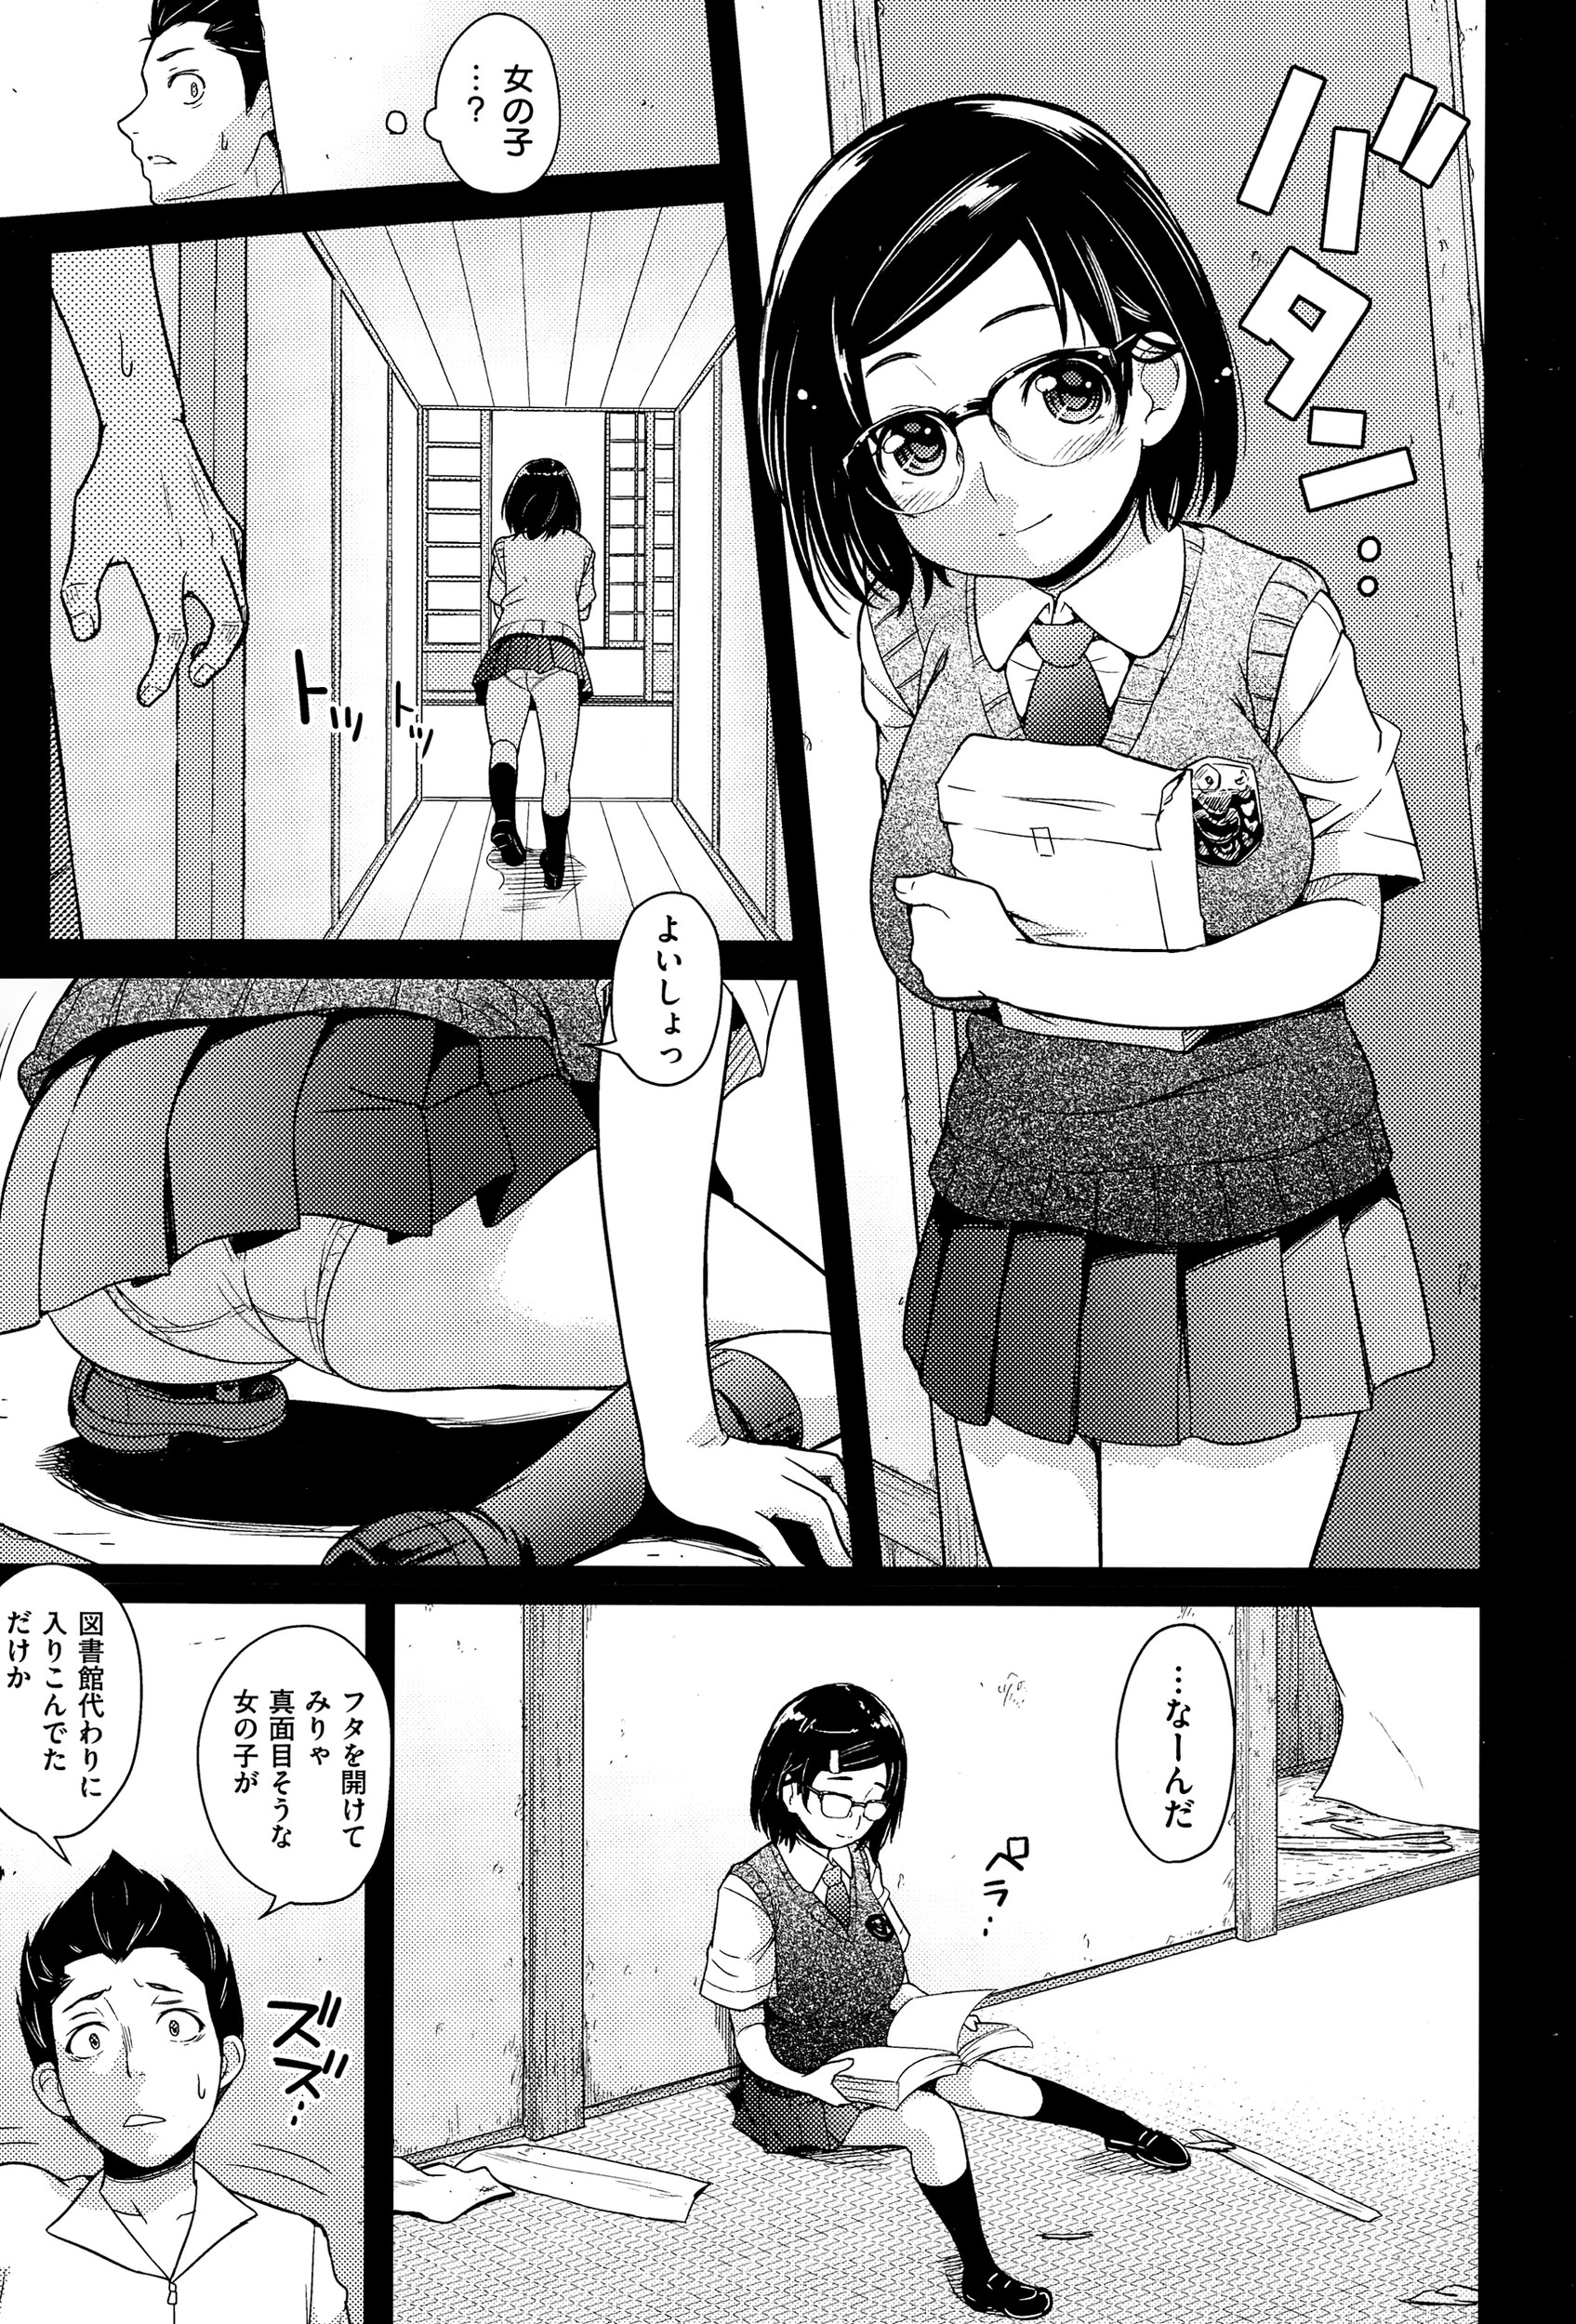 バタン‥
女の子
…?
トッ
トッ
よいしょっ
…なーんだ
ペラ…
フタを開けて
みりゃ
真面目そうな
女の子が
図書館代わりに
入りこんでた
だけか
ズズ…